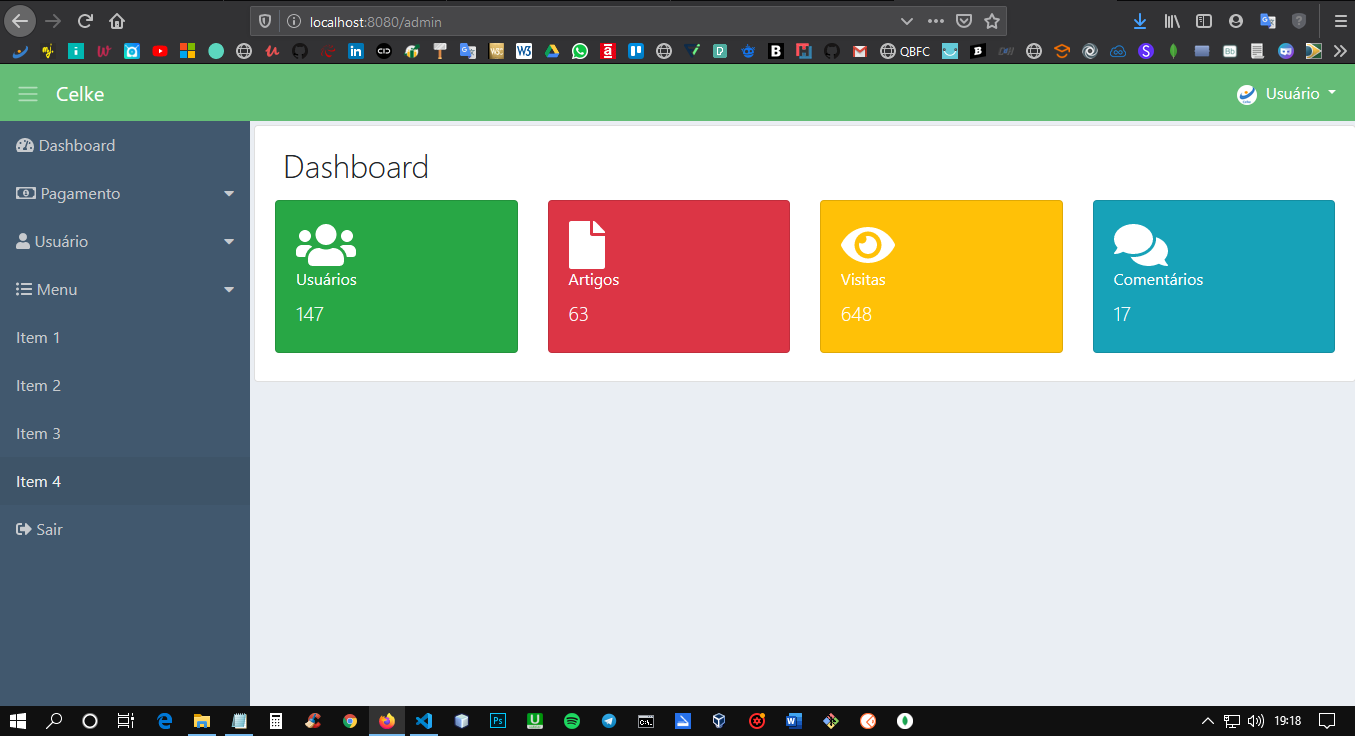 localhost:8080/admin
QBFC
Celke
Usuário
Dashboard
Pagamento
Usuário
Menu
Item 1
Item 2
Item 3
Item 4
Sair
Dashboard
Usuários
147
Artigos
63
Visitas
648
Comentários
17
19:18